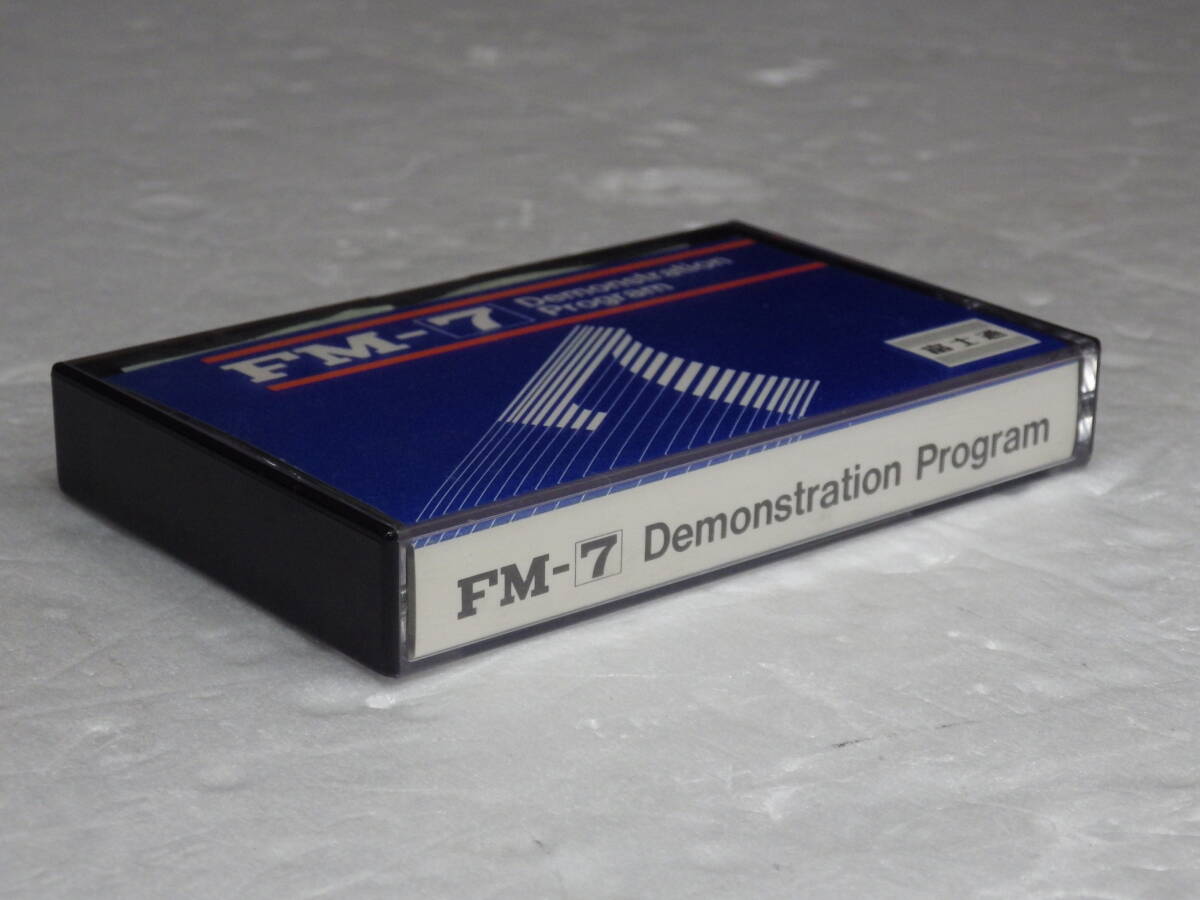 FM-7 Demonstration
Program
富士通
FM-7 Demonstration Program